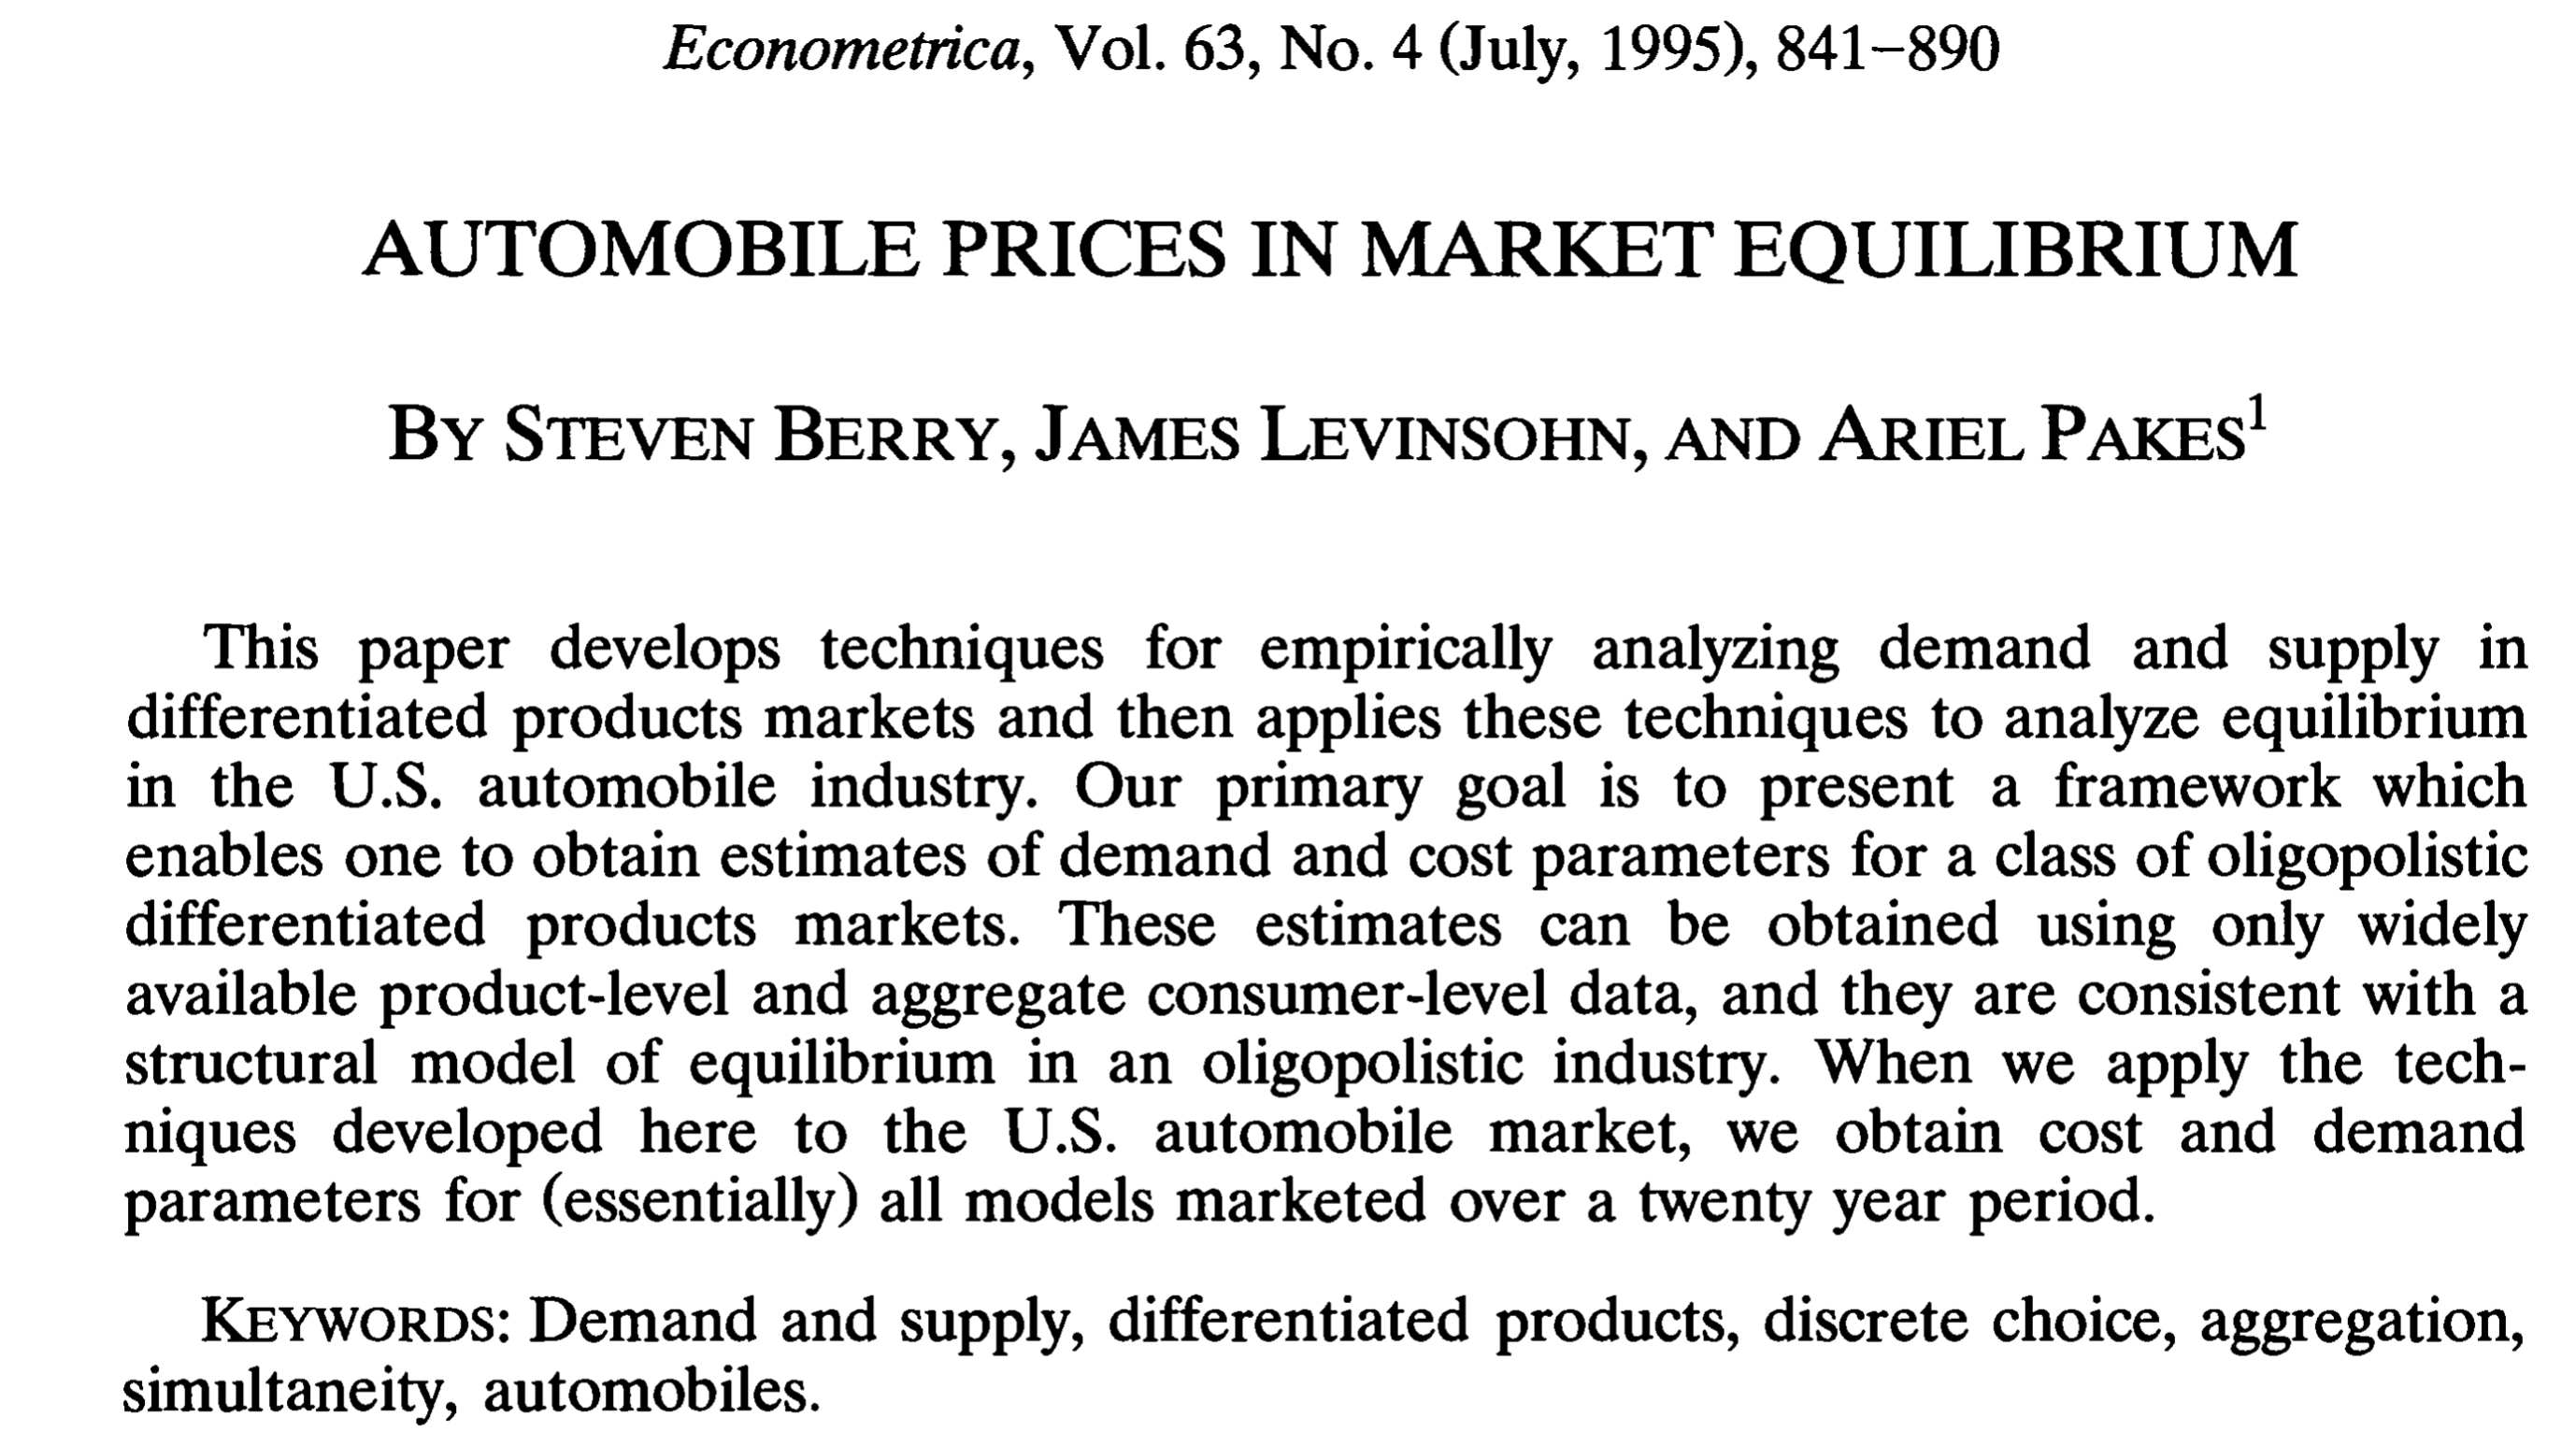 Econometrica, Vol. 63, No. 4 (July, 1995), 841–890
AUTOMOBILE PRICES IN MARKET EQUILIBRIUM
BY STEVEN BERRY, JAMES LEVINSOHN, AND ARIEL PAKES¹
This paper develops techniques for empirically analyzing demand and supply in
differentiated products markets and then applies these techniques to analyze equilibrium
in the U.S. automobile industry. Our primary goal is to present a framework which
enables one to obtain estimates of demand and cost parameters for a class of oligopolistic
differentiated products markets. These estimates can be obtained using only widely
available product-level and aggregate consumer-level data, and they are consistent with a
structural model of equilibrium in an oligopolistic industry. When we apply the tech-
niques developed here to the U.S. automobile market, we obtain cost and demand
parameters for (essentially) all models marketed over a twenty year period.
KEYWORDS: Demand and supply, differentiated products, discrete choice, aggregation,
simultaneity, automobiles.